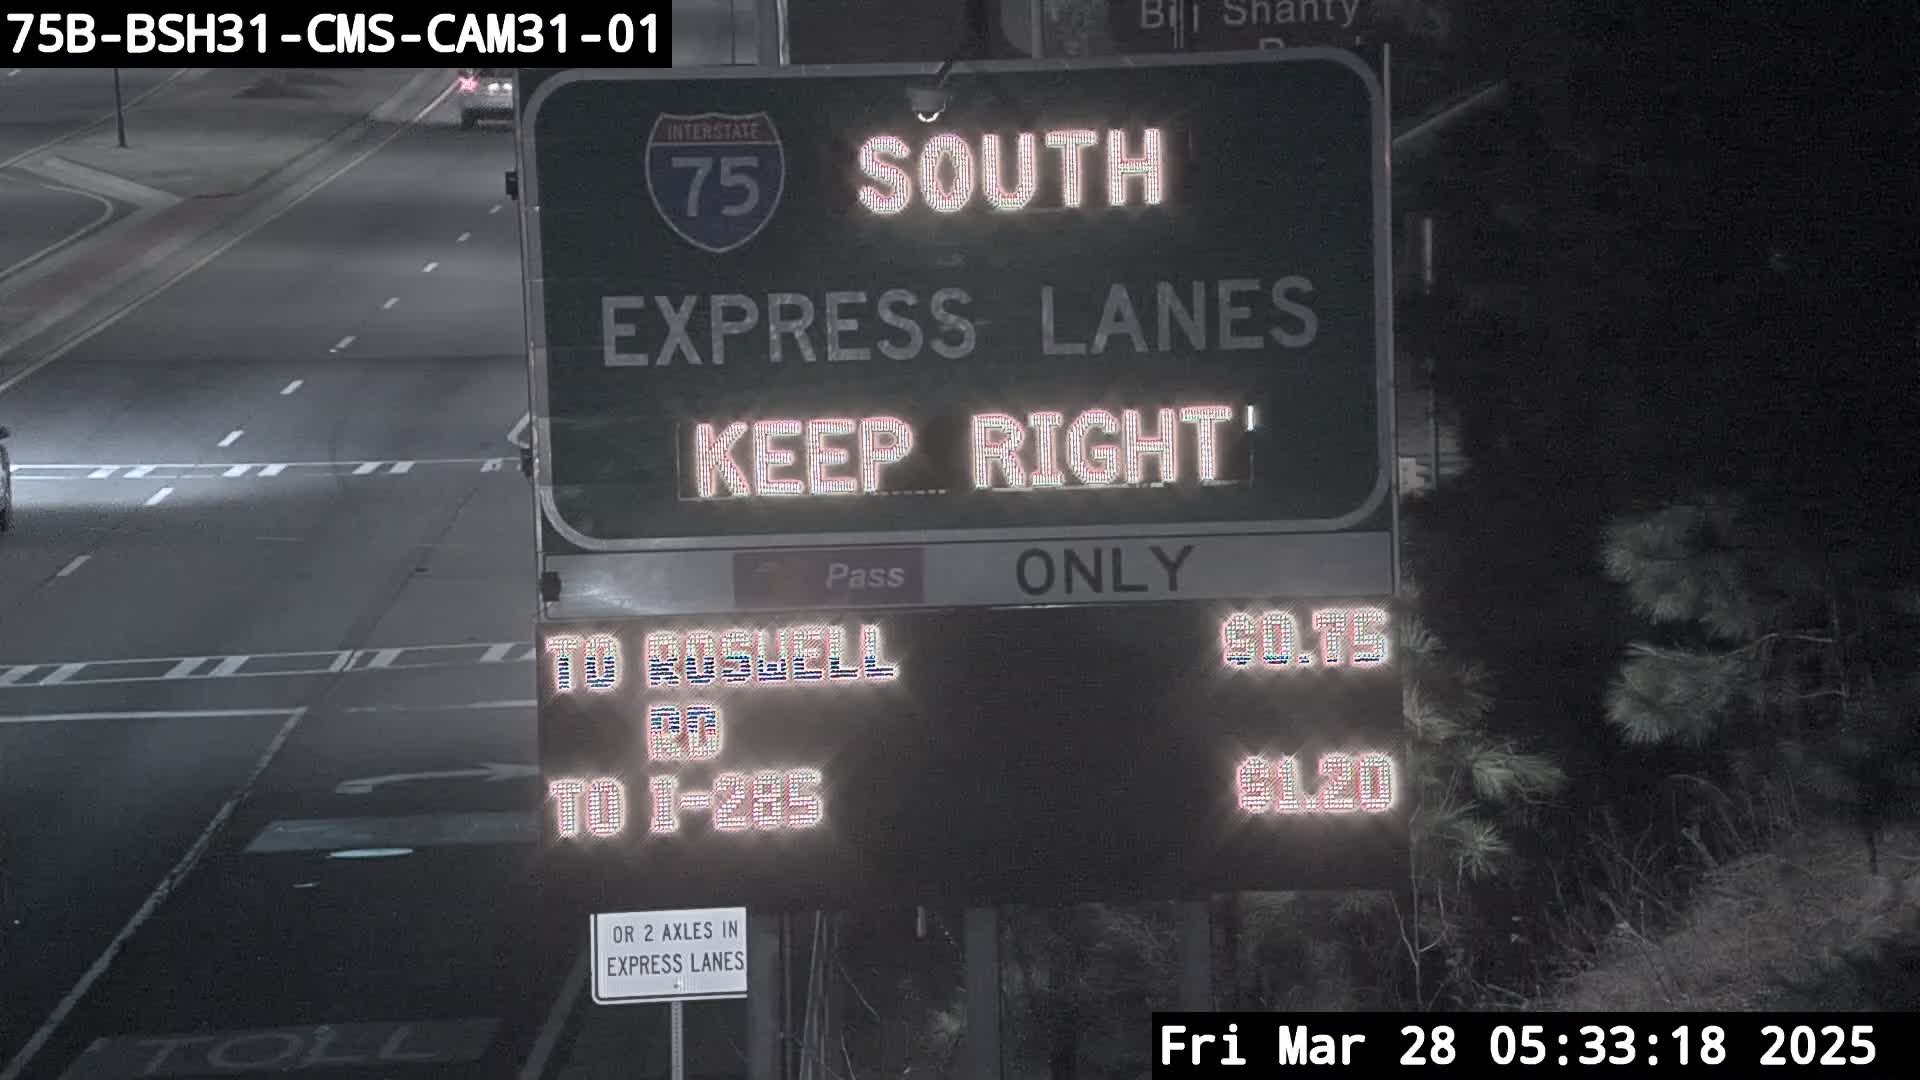 75B-BSH31-CMS-CAM31-01
Shanty
INTERSTATE
75
SOUTH
EXPRESS LANES
KEEP RIGHT
Pass ONLY
TO ROSWELL $0.75
RD
TO I-285 $1.20
OR 2 AXLES IN
EXPRESS LANES
TOLL
Fri Mar 28 05:33:18 2025